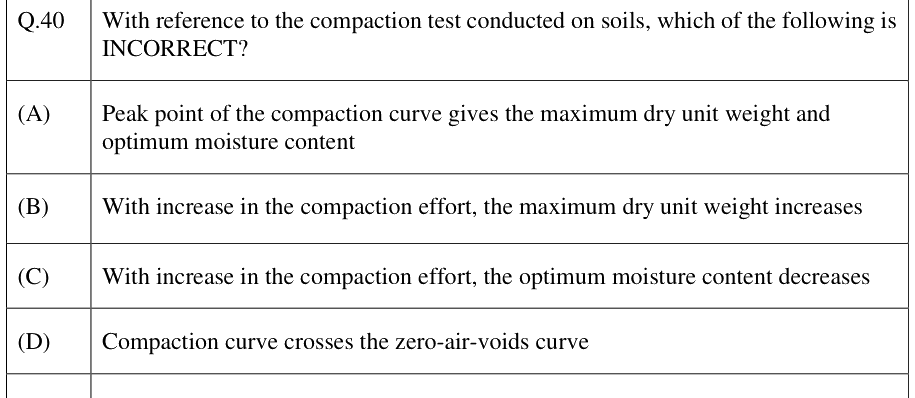 Q.40 With reference to the compaction test conducted on soils, which of the following is
INCORRECT?
(A) Peak point of the compaction curve gives the maximum dry unit weight and
optimum moisture content
(B) With increase in the compaction effort, the maximum dry unit weight increases
(C) With increase in the compaction effort, the optimum moisture content decreases
(D) Compaction curve crosses the zero-air-voids curve